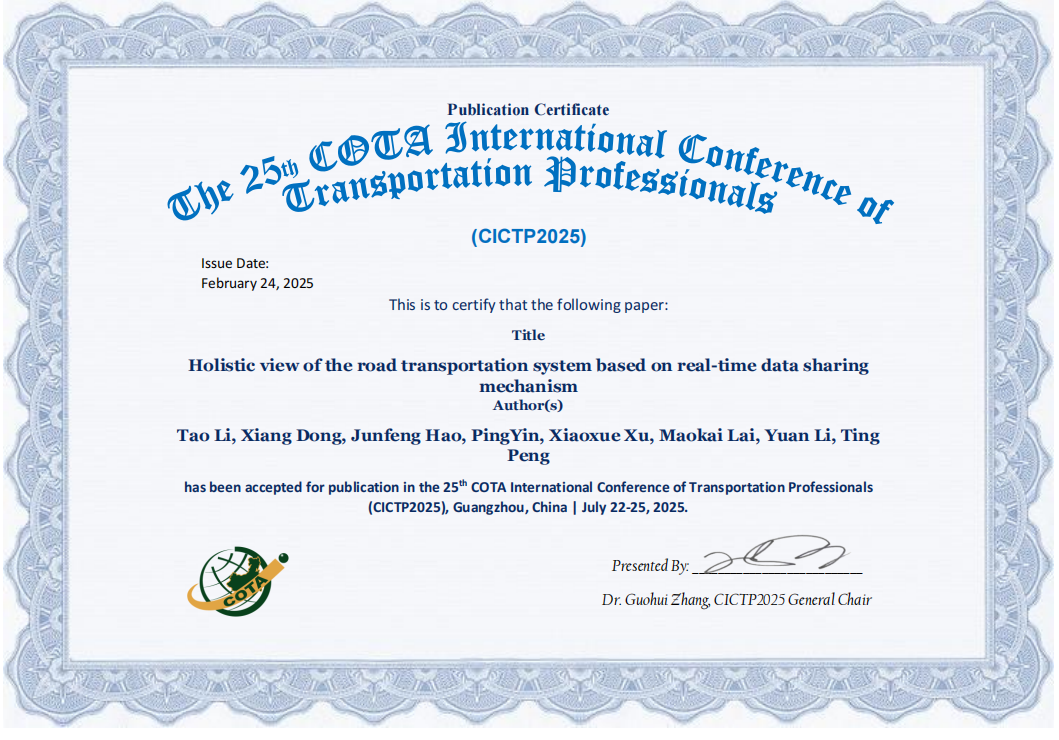 Publication Certificate
The 25th COTA International Conference of
Transportation Professionals
(CICTP2025)
Issue Date:
February 24, 2025
This is to certify that the following paper:
Title
Holistic view of the road transportation system based on real-time data sharing
mechanism
Author(s)
Tao Li, Xiang Dong, Junfeng Hao, PingYin, Xiaoxue Xu, Maokai Lai, Yuan Li, Ting
Peng
has been accepted for publication in the 25th COTA International Conference of Transportation Professionals
(CICTP2025), Guangzhou, China | July 22-25, 2025.
COTA
Presented By:
Dr. Guohui Zhang, CICTP2025 General Chair